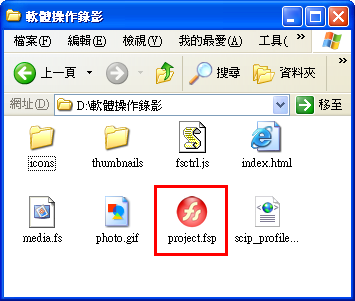 軟體操作錄影
檔案(F) 編輯(E) 檢視(V) 我的最愛(A) 工具( »
上一頁 搜尋 資料夾 »
網址(D) D:\軟體操作錄影 移至
icons thumbnails fsctrl.js index.html
media.fs photo.gif project.fsp scip_profile...